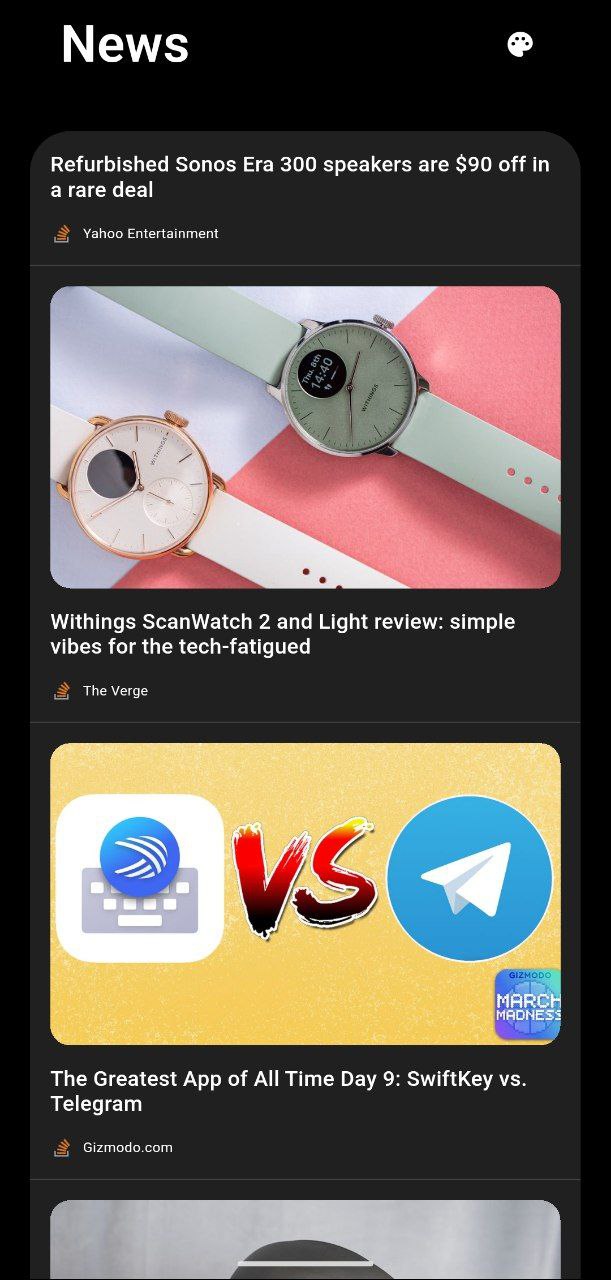 News
Refurbished Sonos Era 300 speakers are $90 off in
a rare deal
Yahoo Entertainment
Thu, 8th
14:40
WITHINGS
WITHINGS
Withings ScanWatch 2 and Light review: simple
vibes for the tech-fatigued
The Verge
VS
GIZMODO
MARCH
MADNESS
The Greatest App of All Time Day 9: SwiftKey vs.
Telegram
Gizmodo.com